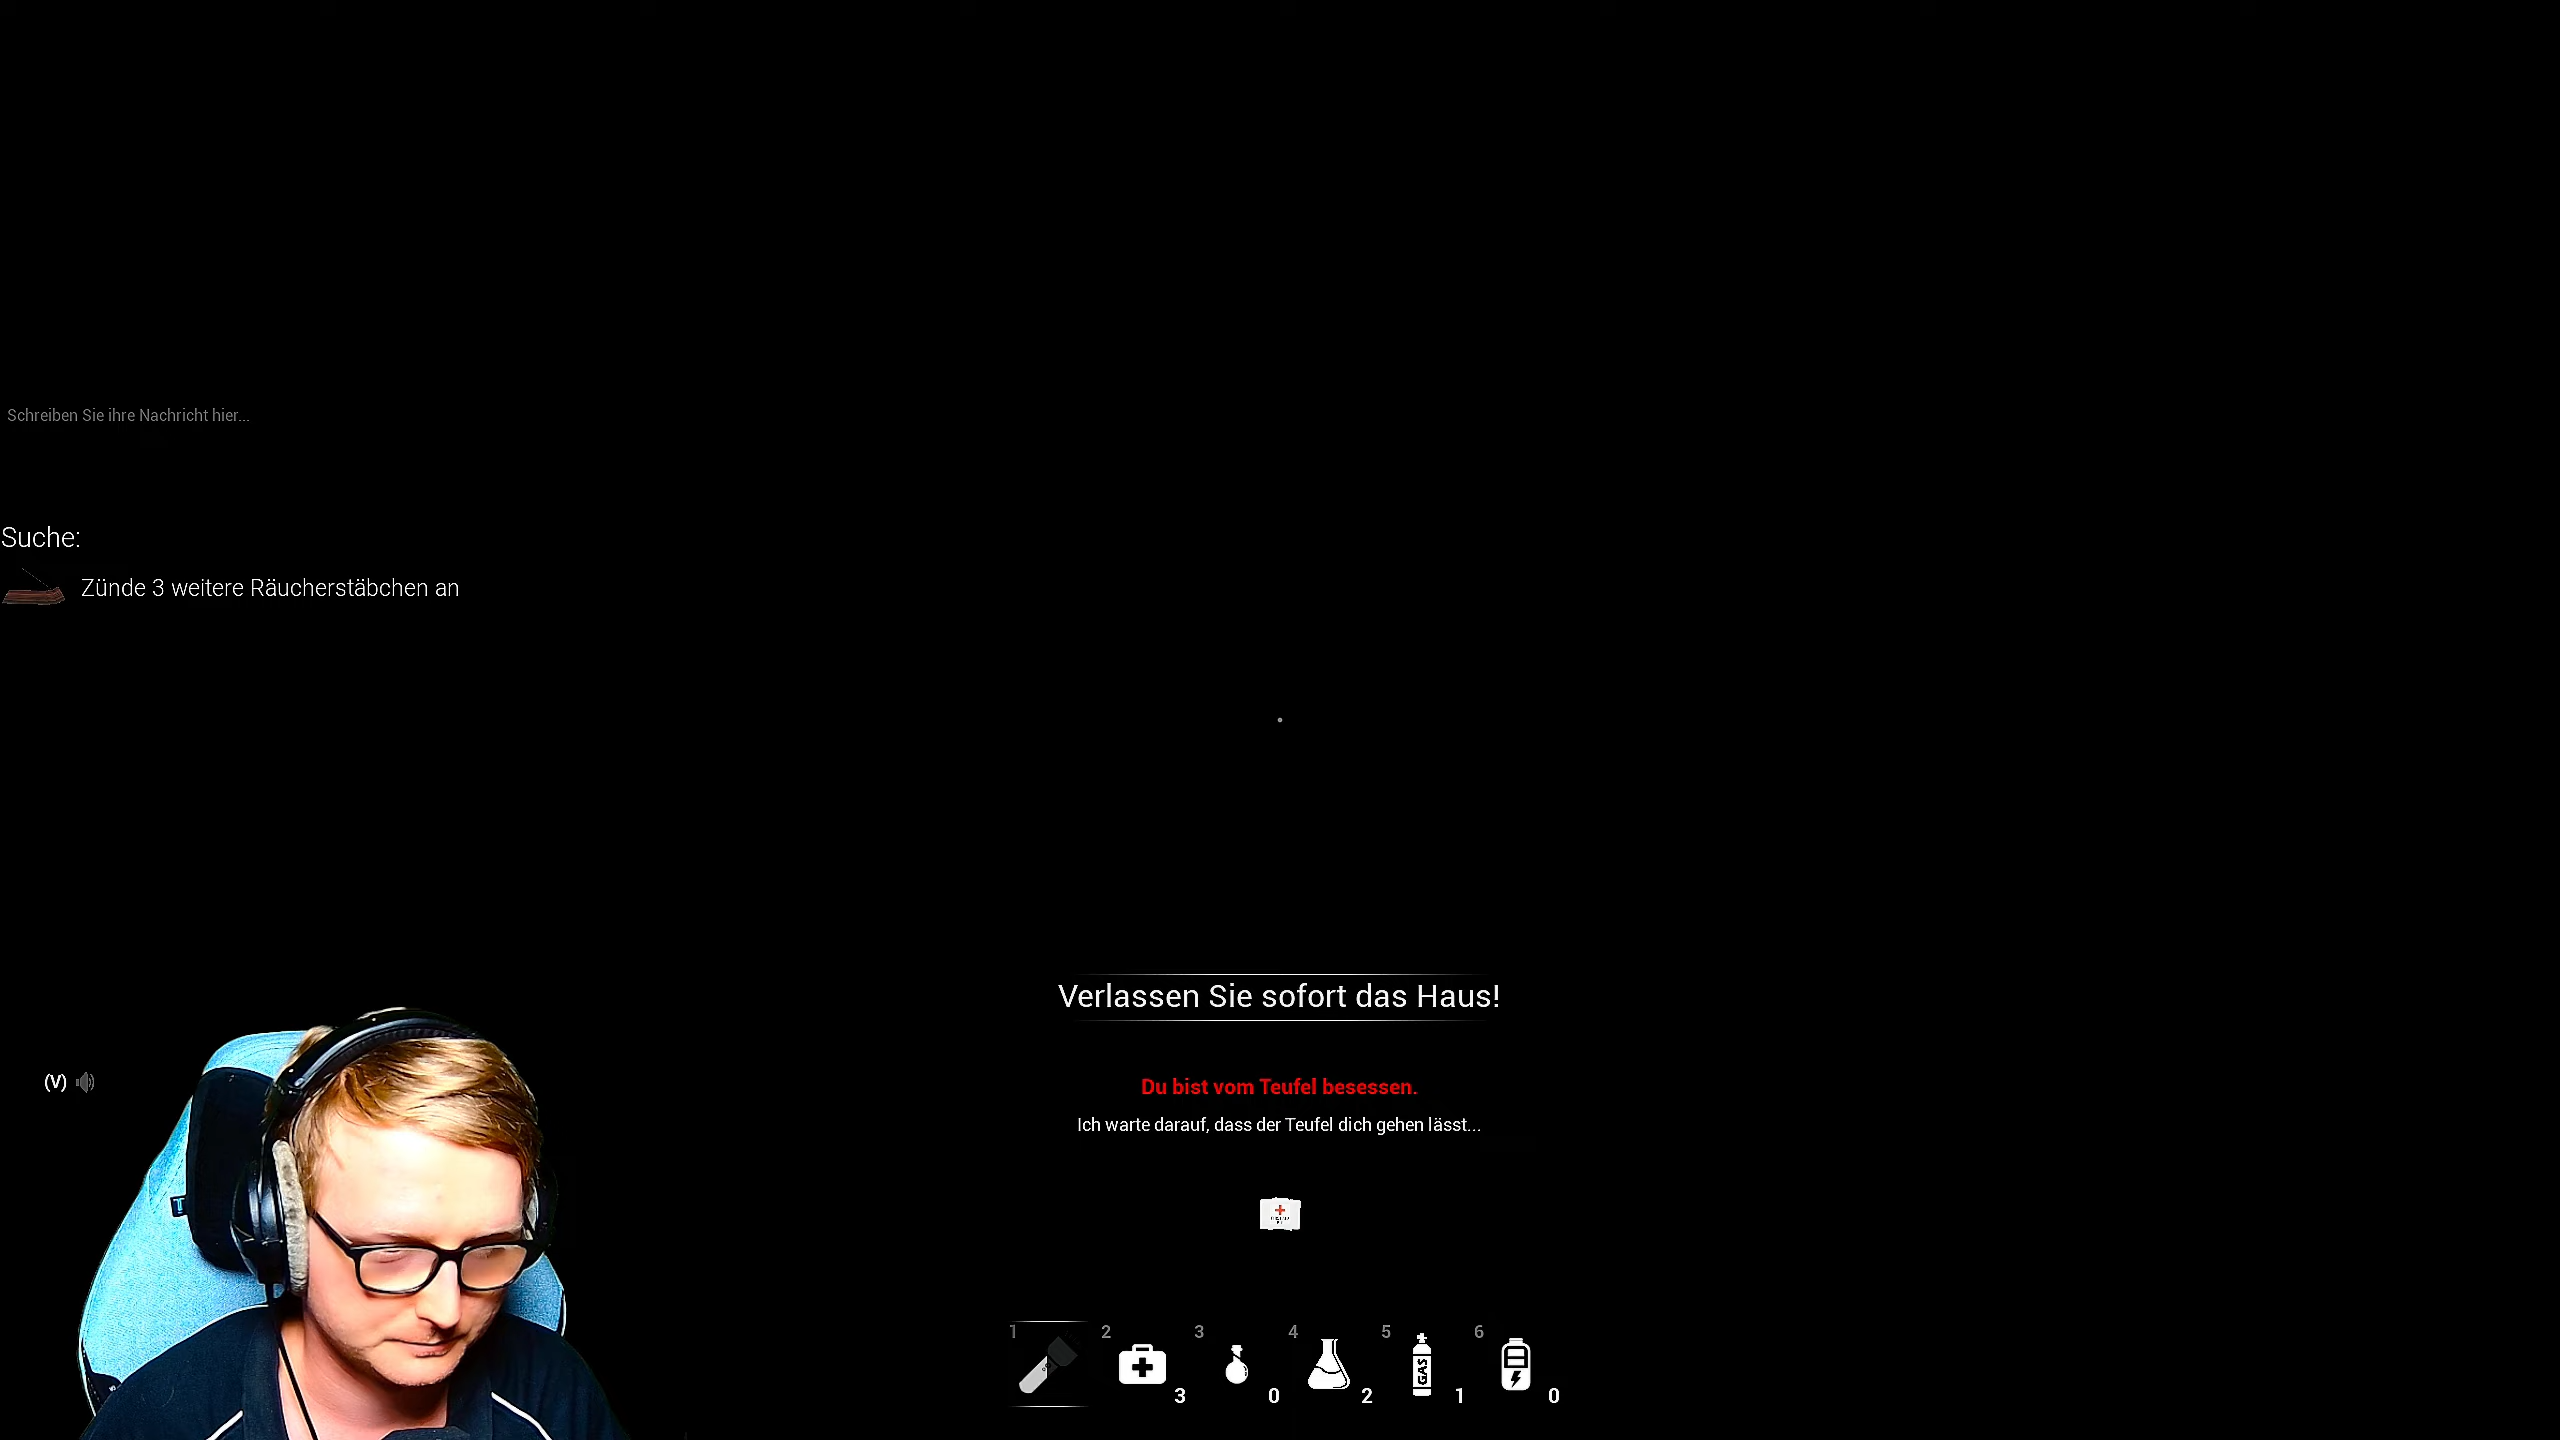 Schreiben Sie ihre Nachricht hier...
Suche:
Zünde 3 weitere Räucherstäbchen an
Verlassen Sie sofort das Haus!
(V)
Du bist vom Teufel besessen.
Ich warte darauf, dass der Teufel dich gehen lässt...
1 2 3 4 5 6
GAS
3 0 2 1 0